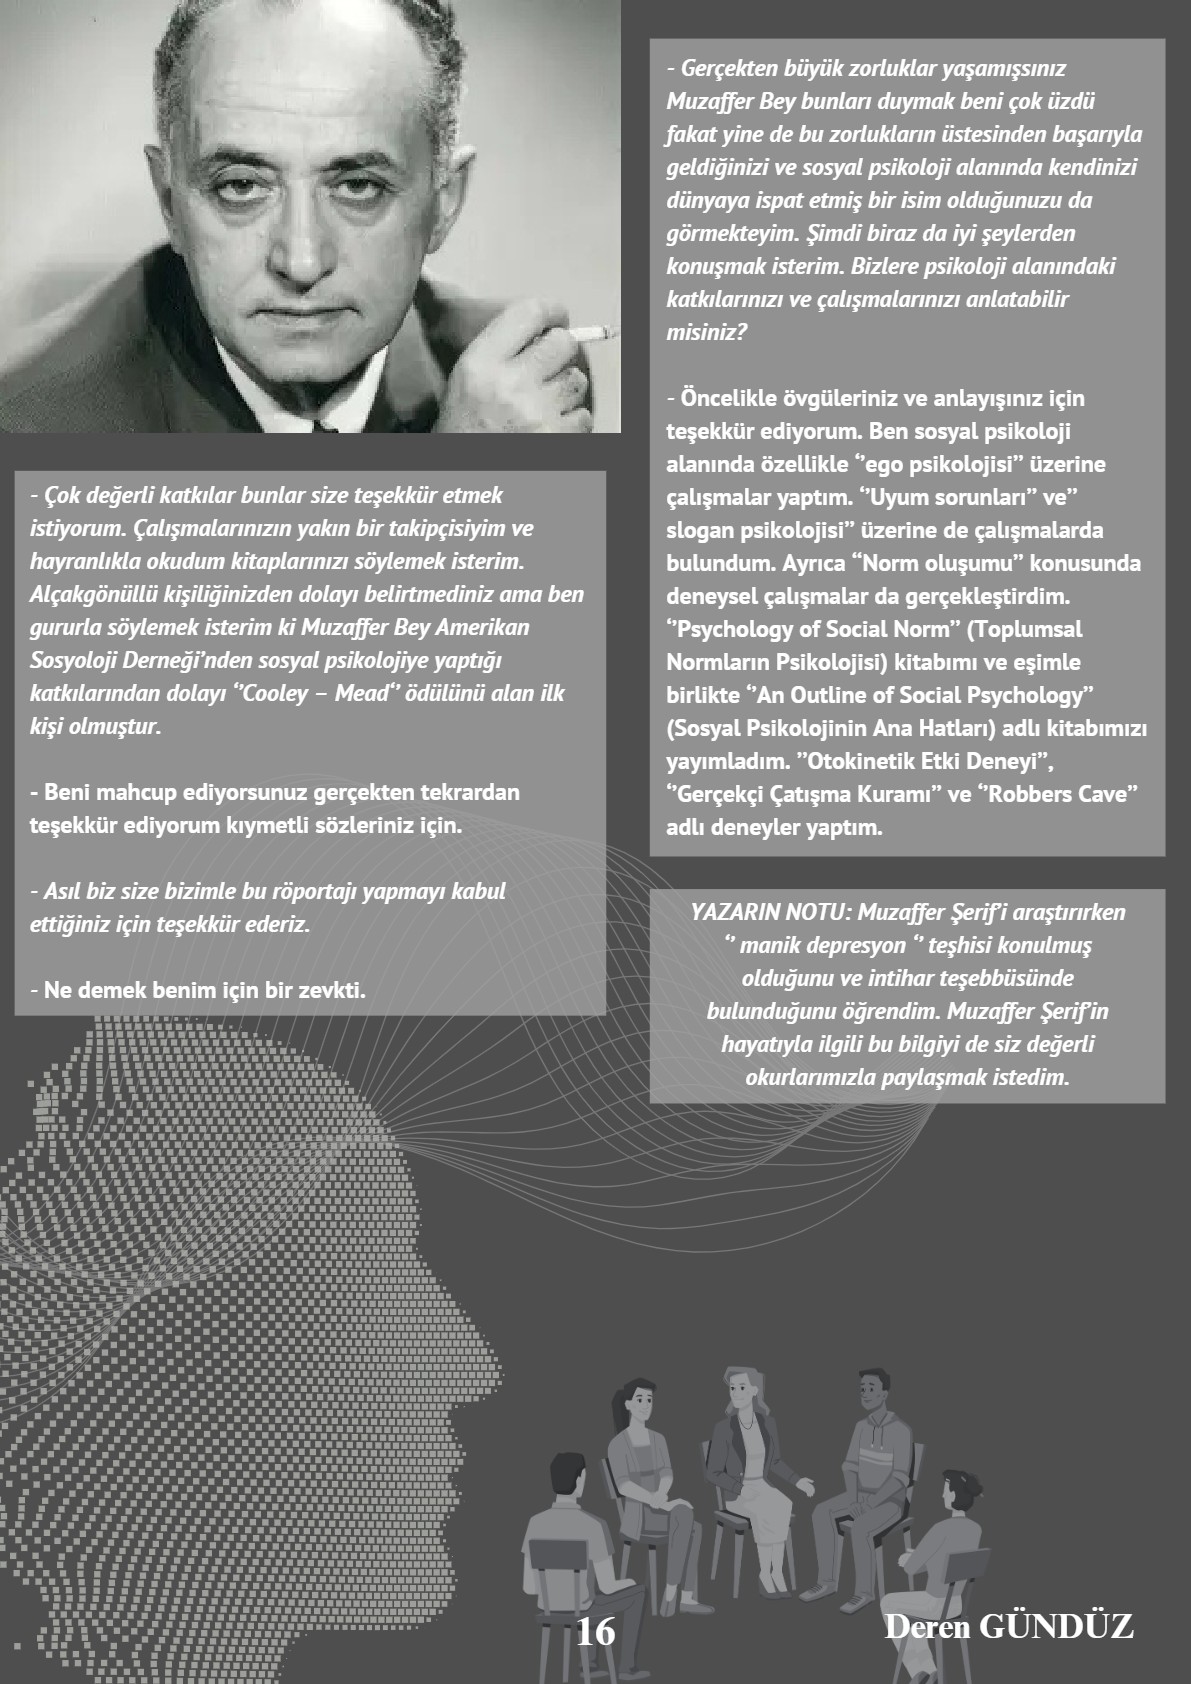 - Gerçekten büyük zorluklar yaşamışsınız
Muzaffer Bey bunları duymak beni çok üzdü
fakat yine de bu zorlukların üstesinden başarıyla
geldiğinizi ve sosyal psikoloji alanında kendinizi
dünyaya ispat etmiş bir isim olduğunuzu da
görmekteyim. Şimdi biraz da iyi şeylerden
konuşmak isterim. Bizlere psikoloji alanındaki
katkılarınızı ve çalışmalarınızı anlatabilir
misiniz?
- Öncelikle övgüleriniz ve anlayışınız için
teşekkür ediyorum. Ben sosyal psikoloji
alanında özellikle ‘’ego psikolojisi’’ üzerine
çalışmalar yaptım. ‘’Uyum sorunları’’ ve’’
slogan psikolojisi’’ üzerine de çalışmalarda
bulundum. Ayrıca “Norm oluşumu” konusunda
deneysel çalışmalar da gerçekleştirdim.
‘’Psychology of Social Norm’’ (Toplumsal
Normların Psikolojisi) kitabımı ve eşimle
birlikte ‘’An Outline of Social Psychology’’
(Sosyal Psikolojinin Ana Hatları) adlı kitabımızı
yayımladım. ’’Otokinetik Etki Deneyi’’,
‘’Gerçekçi Çatışma Kuramı’’ ve ‘’Robbers Cave’’
adlı deneyler yaptım.
- Çok değerli katkılar bunlar size teşekkür etmek
istiyorum. Çalışmalarınızın yakın bir takipçisiyim ve
hayranlıkla okudum kitaplarınızı söylemek isterim.
Alçakgönüllü kişiliğinizden dolayı belirtmediniz ama ben
gururla söylemek isterim ki Muzaffer Bey Amerikan
Sosyoloji Derneği’nden sosyal psikolojiye yaptığı
katkılarından dolayı ‘’Cooley – Mead‘’ ödülünü alan ilk
kişi olmuştur.
- Beni mahcup ediyorsunuz gerçekten tekrardan
teşekkür ediyorum kıymetli sözleriniz için.
- Asıl biz size bizimle bu röportajı yapmayı kabul
ettiğiniz için teşekkür ederiz.
- Ne demek benim için bir zevkti.
YAZARIN NOTU: Muzaffer Şerif’i araştırırken
‘’ manik depresyon ‘’ teşhisi konulmuş
olduğunu ve intihar teşebbüsünde
bulunduğunu öğrendim. Muzaffer Şerif’in
hayatıyla ilgili bu bilgiyi de siz değerli
okurlarımızla paylaşmak istedim.
16
Deren GÜNDÜZ